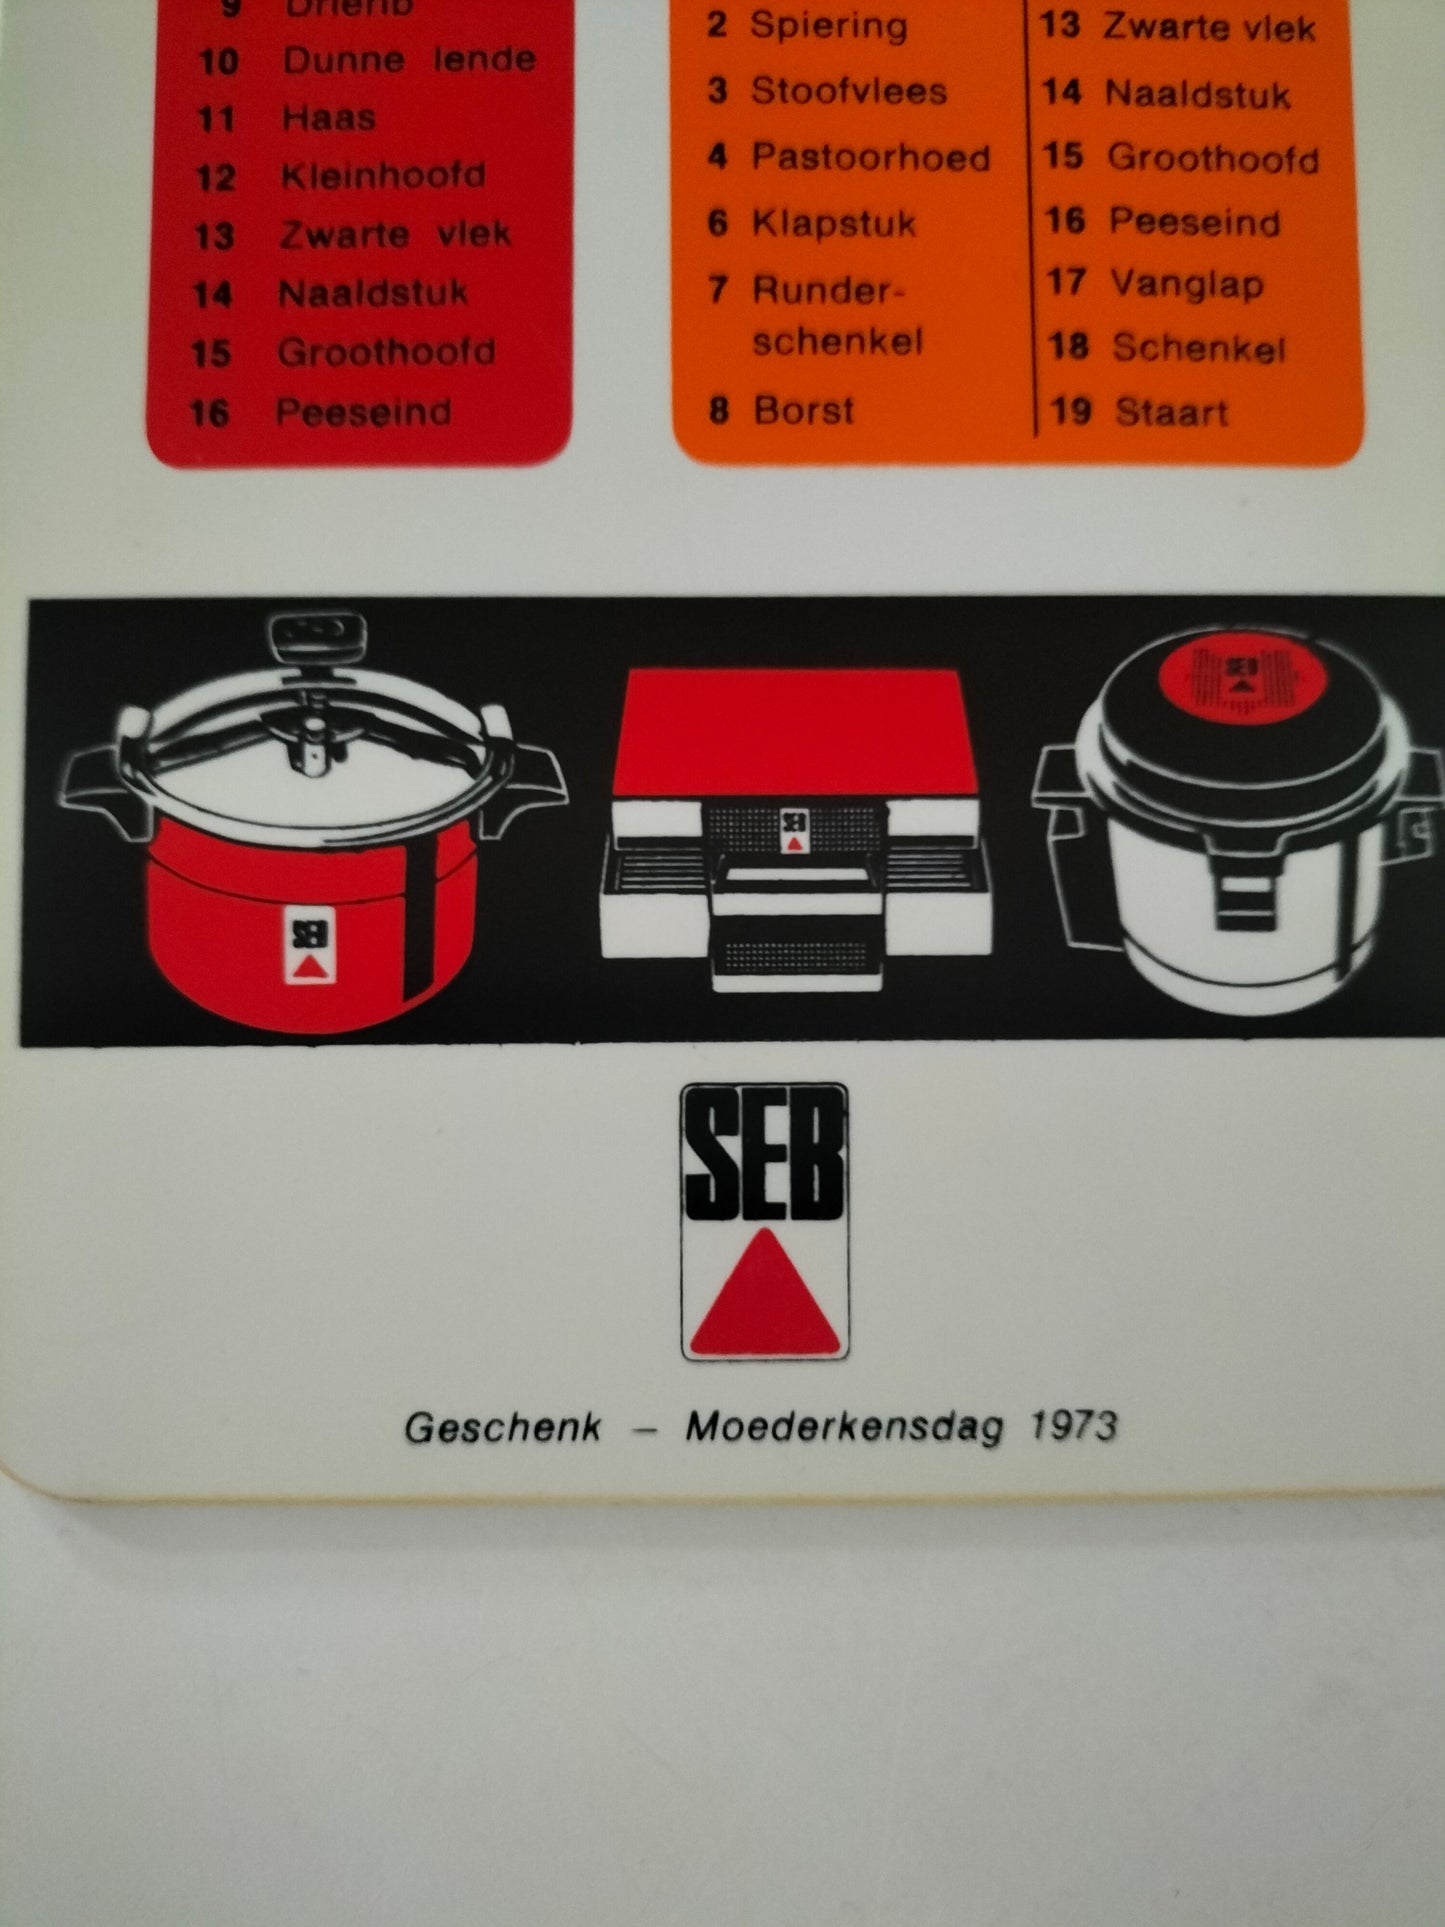 9 Drierib
10 Dunne lende
11 Haas
12 Kleinhoofd
13 Zwarte vlek
14 Naaldstuk
15 Groothoofd
16 Peeseind
2 Spiering
3 Stoofvlees
4 Pastoorhoed
6 Klapstuk
7 Runder-
schenkel
8 Borst
13 Zwarte vlek
14 Naaldstuk
15 Groothoofd
16 Peeseind
17 Vanglap
18 Schenkel
19 Staart
SEB
SEB
SEB
SEB
Geschenk – Moederkensdag 1973